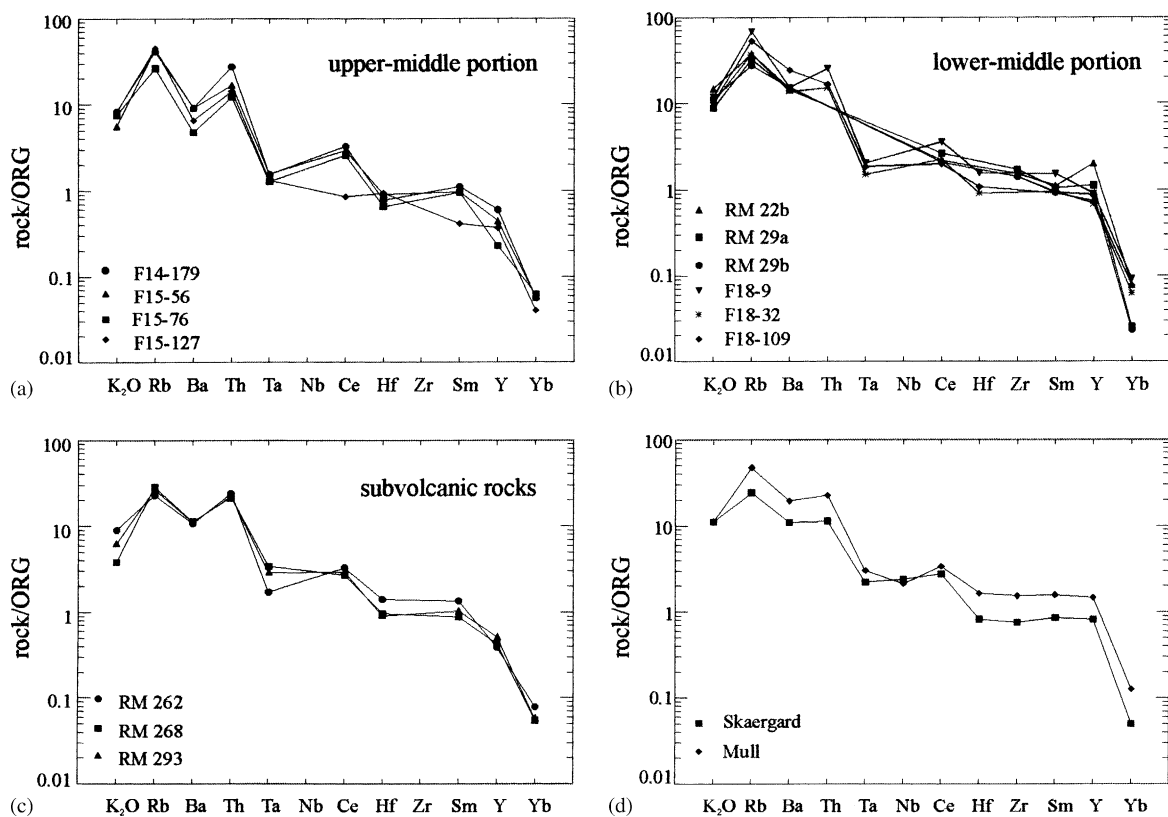 upper-middle portion
100
10
1
0.1
0.01
rock/ORG
F14-179
F15-56
F15-76
F15-127
K₂O Rb Ba Th Ta Nb Ce Hf Zr Sm Y Yb
(a)
lower-middle portion
100
10
1
0.1
0.01
rock/ORG
RM 22b
RM 29a
RM 29b
F18-9
F18-32
F18-109
K₂O Rb Ba Th Ta Nb Ce Hf Zr Sm Y Yb
(b)
subvolcanic rocks
100
10
1
0.1
0.01
rock/ORG
RM 262
RM 268
RM 293
K₂O Rb Ba Th Ta Nb Ce Hf Zr Sm Y Yb
(c)
100
10
1
0.1
0.01
rock/ORG
Skaergard
Mull
K₂O Rb Ba Th Ta Nb Ce Hf Zr Sm Y Yb
(d)